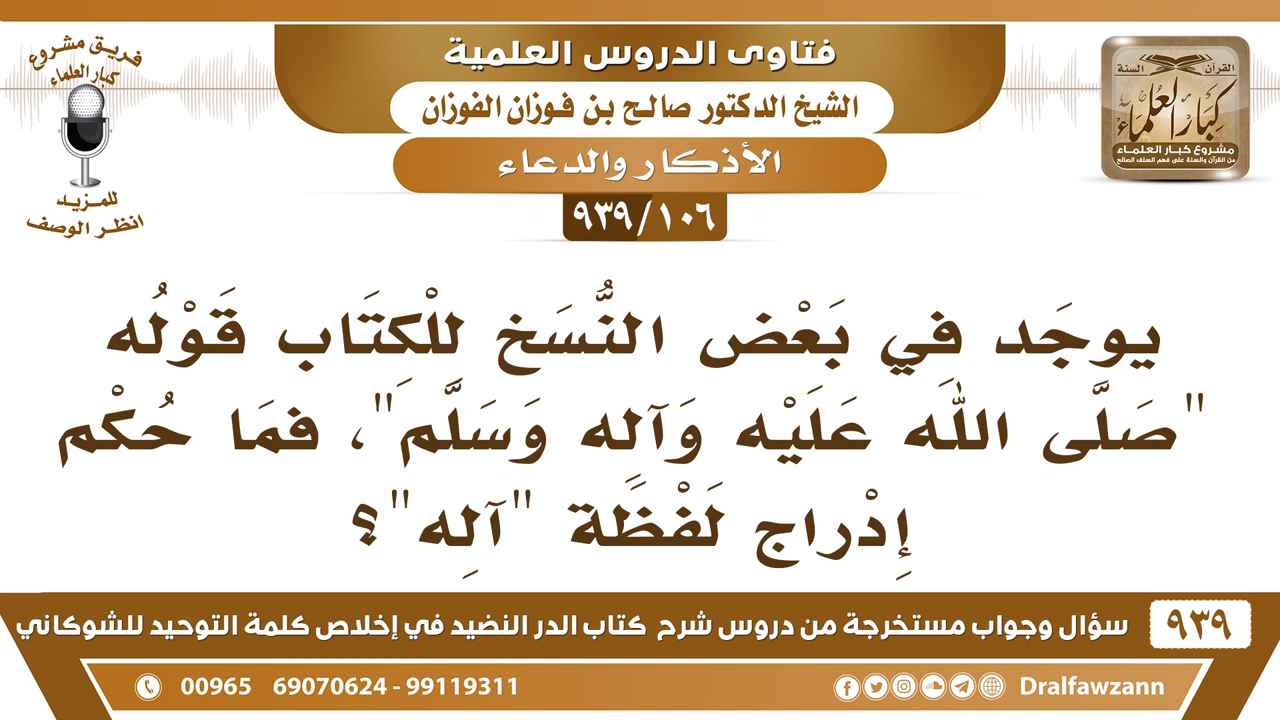 فتاوى الدروس العلمية
الشيخ الدكتور صالح بن فوزان الفوزان
الأذكار والدعاء
٩٣٩/١٠٦
فريق مشروع
كبار العلماء
للمزيد
انظر الوصف
القرآن السنة
كبار العلماء
مشروع كبار العلماء
من القرآن والسنة على فهم السلف الصالح
يوجَد في بَعْض النُّسَخ للْكتَاب قَوْلُه
"صَلَّى اللَّه عَلَيْه وَآله وَسَلَّمَ"، فمَا حُكْم
إِدْراج لَفْظَة "آلِه"؟
٩٣٩
سؤال وجواب مستخرجة من دروس شرح كتاب الدر النضيد في إخلاص كلمة التوحيد للشوكاني
00965 69070624 - 99119311
Dralfawzann